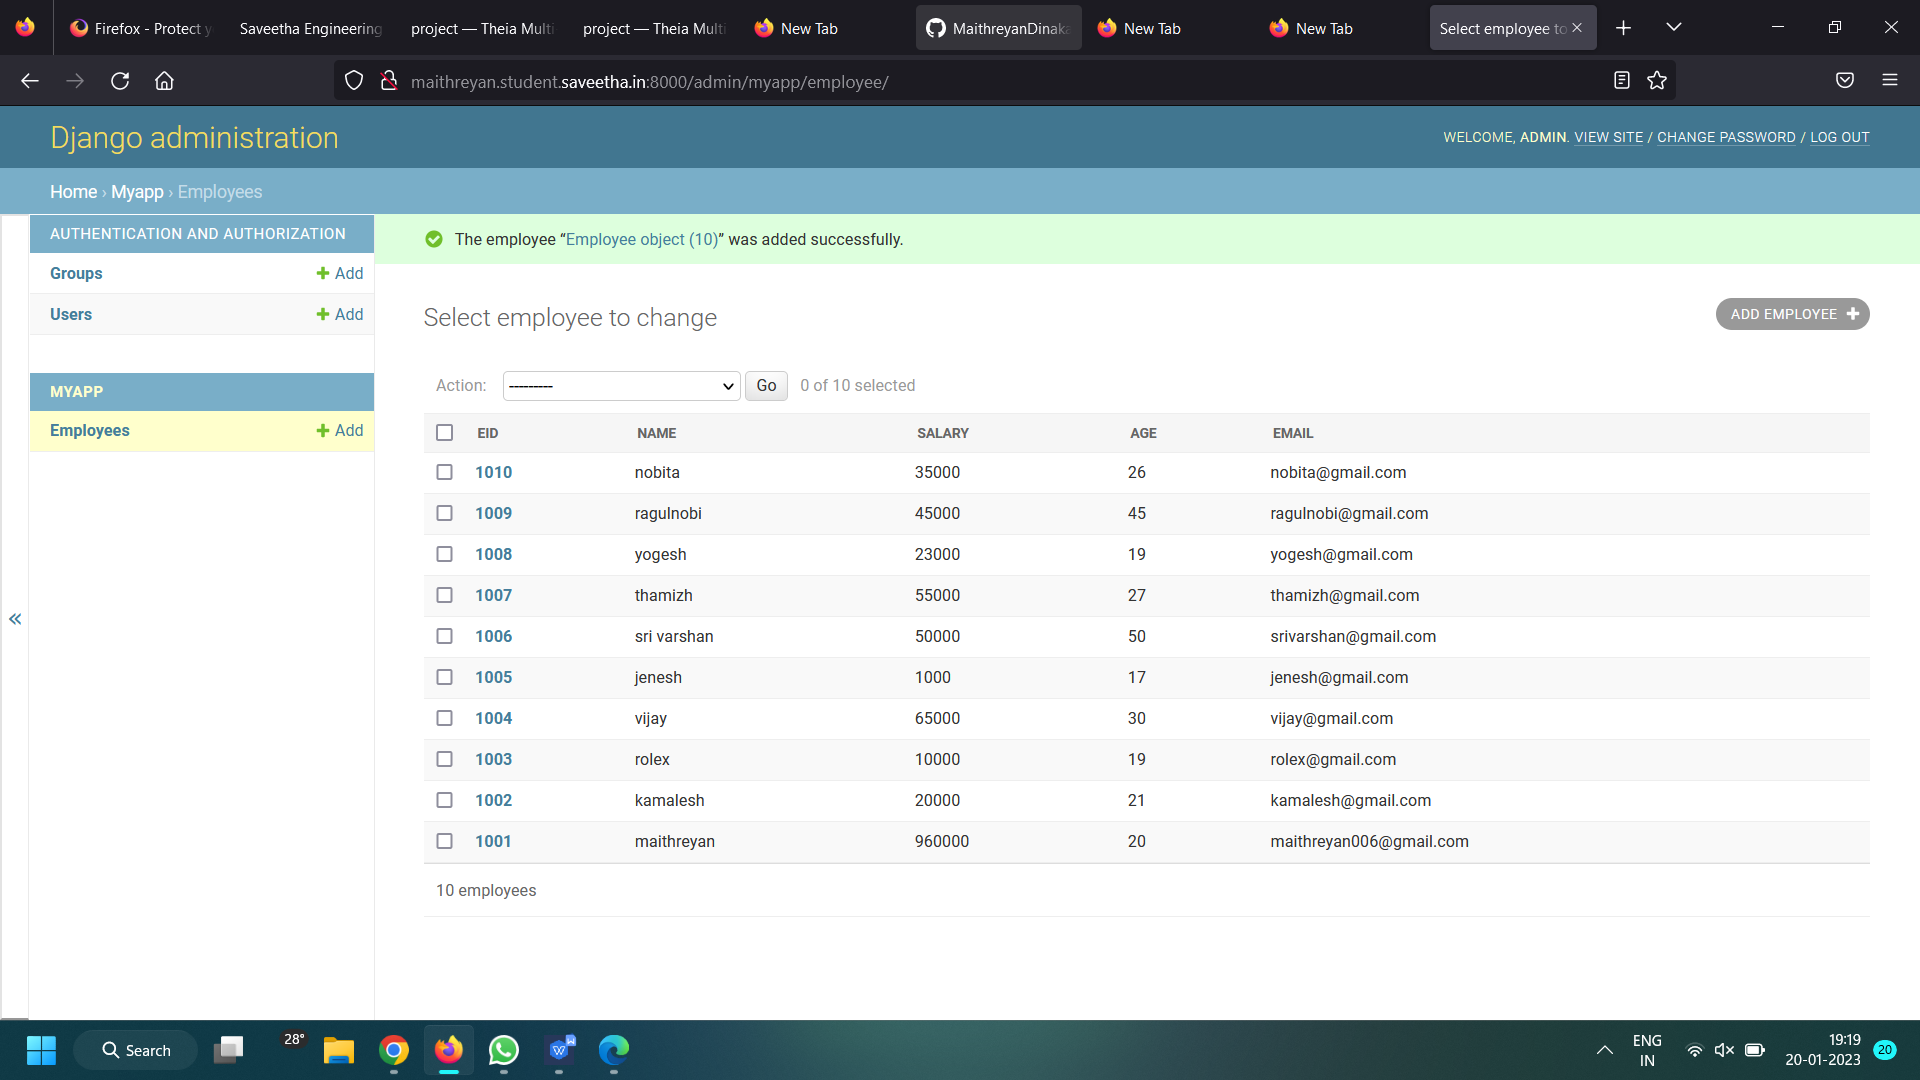 Firefox - Protect y
Saveetha Engineering
project — Theia Multi
project — Theia Multi
New Tab
MaithreyanDinaka
New Tab
New Tab
Select employee to
maithreyan.student.saveetha.in:8000/admin/myapp/employee/
Django administration
WELCOME, ADMIN. VIEW SITE / CHANGE PASSWORD / LOG OUT
Home › Myapp › Employees
AUTHENTICATION AND AUTHORIZATION
Groups Add
Users Add
MYAPP
Employees Add
The employee “Employee object (10)” was added successfully.
Select employee to change
ADD EMPLOYEE
Action: --------- Go 0 of 10 selected
EID NAME SALARY AGE EMAIL
1010 nobita 35000 26 nobita@gmail.com
1009 ragulnobi 45000 45 ragulnobi@gmail.com
1008 yogesh 23000 19 yogesh@gmail.com
1007 thamizh 55000 27 thamizh@gmail.com
1006 sri varshan 50000 50 srivarshan@gmail.com
1005 jenesh 1000 17 jenesh@gmail.com
1004 vijay 65000 30 vijay@gmail.com
1003 rolex 10000 19 rolex@gmail.com
1002 kamalesh 20000 21 kamalesh@gmail.com
1001 maithreyan 960000 20 maithreyan006@gmail.com
10 employees
Search
28°
ENG
IN
19:19
20-01-2023
20